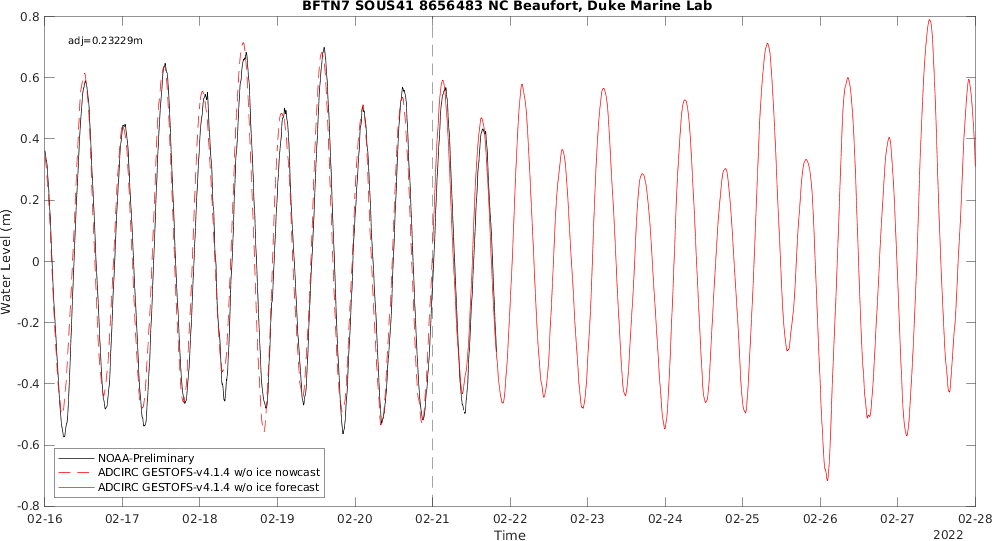 BFTN7 SOUS41 8656483 NC Beaufort, Duke Marine Lab
adj=0.23229m
0.8
0.6
0.4
0.2
0
-0.2
-0.4
-0.6
-0.8
Water Level (m)
NOAA-Preliminary
ADCIRC GESTOFS-v4.1.4 w/o ice nowcast
ADCIRC GESTOFS-v4.1.4 w/o ice forecast
02-16 02-17 02-18 02-19 02-20 02-21 02-22 02-23 02-24 02-25 02-26 02-27 02-28
Time
2022